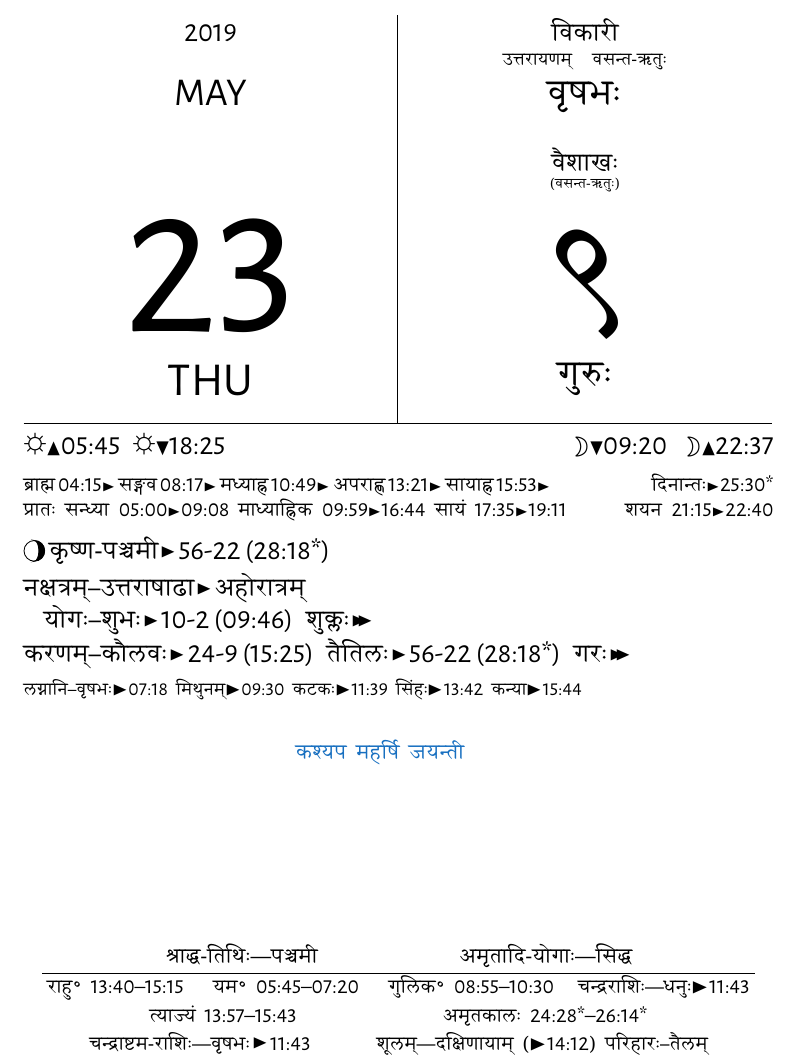 2019
MAY
23
THU
विकारी
उत्तरायणम् वसन्त-ऋतुः
वृषभः
वैशाखः
(वसन्त-ऋतुः)
९
गुरुः
☼▲05:45 ☼▼18:25 ☽▼09:20 ☽▲22:37
ब्राह्म 04:15► सङ्गव 08:17► मध्याह्न 10:49► अपराह्ण 13:21► सायाह्न 15:53► दिनान्तः►25:30*
प्रातः सन्ध्या 05:00►09:08 माध्याह्निक 09:59►16:44 सायं 17:35►19:11 शयन 21:15►22:40
कृष्ण-पञ्चमी►56-22 (28:18*)
नक्षत्रम्–उत्तराषाढा►अहोरात्रम्
योगः–शुभः►10-2 (09:46) शुक्लः►►
करणम्–कौलवः►24-9 (15:25) तैतिलः►56-22 (28:18*) गरः►►
लग्नानि–वृषभः►07:18 मिथुनम्►09:30 कटकः►11:39 सिंहः►13:42 कन्या►15:44
कश्यप महर्षि जयन्ती
श्राद्ध-तिथिः—पञ्चमी अमृतादि-योगाः—सिद्ध
राहु° 13:40–15:15 यम° 05:45–07:20 गुलिक° 08:55–10:30 चन्द्रराशिः—धनुः►11:43
त्याज्यं 13:57–15:43 अमृतकालः 24:28*–26:14*
चन्द्राष्टम-राशिः—वृषभः►11:43 शूलम्—दक्षिणायाम् (►14:12) परिहारः–तैलम्